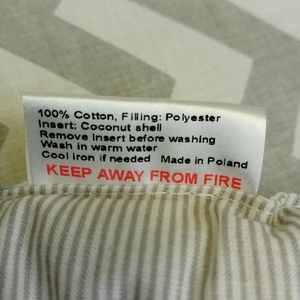 100% Cotton, Filling: Polyester
Insert: Coconut shell
Remove Insert before washing
Wash in warm water
Cool iron if needed Made in Poland
KEEP AWAY FROM FIRE